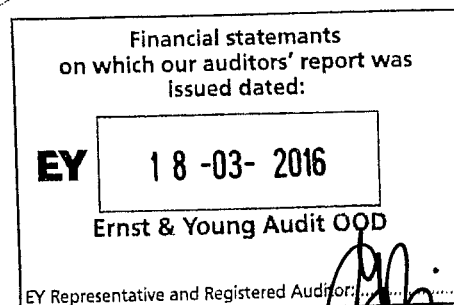 Financial statemants
on which our auditors' report was
issued dated:
EY
18 -03- 2016
Ernst & Young Audit OOD
EY Representative and Registered Auditor: